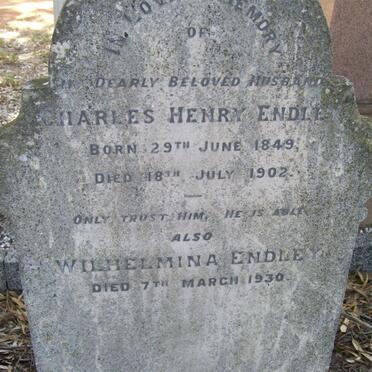 IN LOVING MEMORY
OF
MY DEARLY BELOVED HUSBAND
CHARLES HENRY ENDLEY
BORN 29TH JUNE 1849,
DIED 18TH JULY 1902.
ONLY TRUST HIM, HE IS ABLE
ALSO
WILHELMINA ENDLEY
DIED 7TH MARCH 1930.